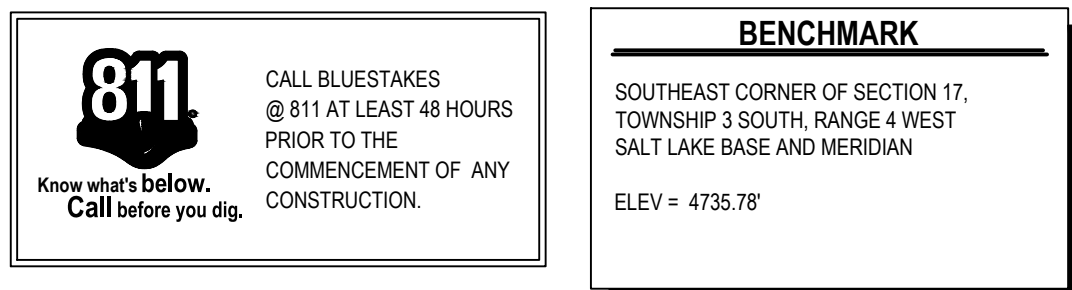 811
Know what's below.
Call before you dig.
CALL BLUESTAKES
@ 811 AT LEAST 48 HOURS
PRIOR TO THE
COMMENCEMENT OF ANY
CONSTRUCTION.
BENCHMARK
SOUTHEAST CORNER OF SECTION 17,
TOWNSHIP 3 SOUTH, RANGE 4 WEST
SALT LAKE BASE AND MERIDIAN
ELEV = 4735.78'